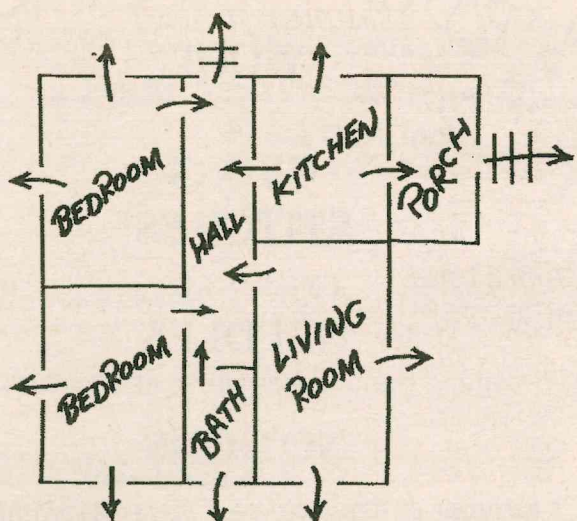 BEDROOM
HALL
KITCHEN
PORCH
BEDROOM
BATH
LIVING
ROOM